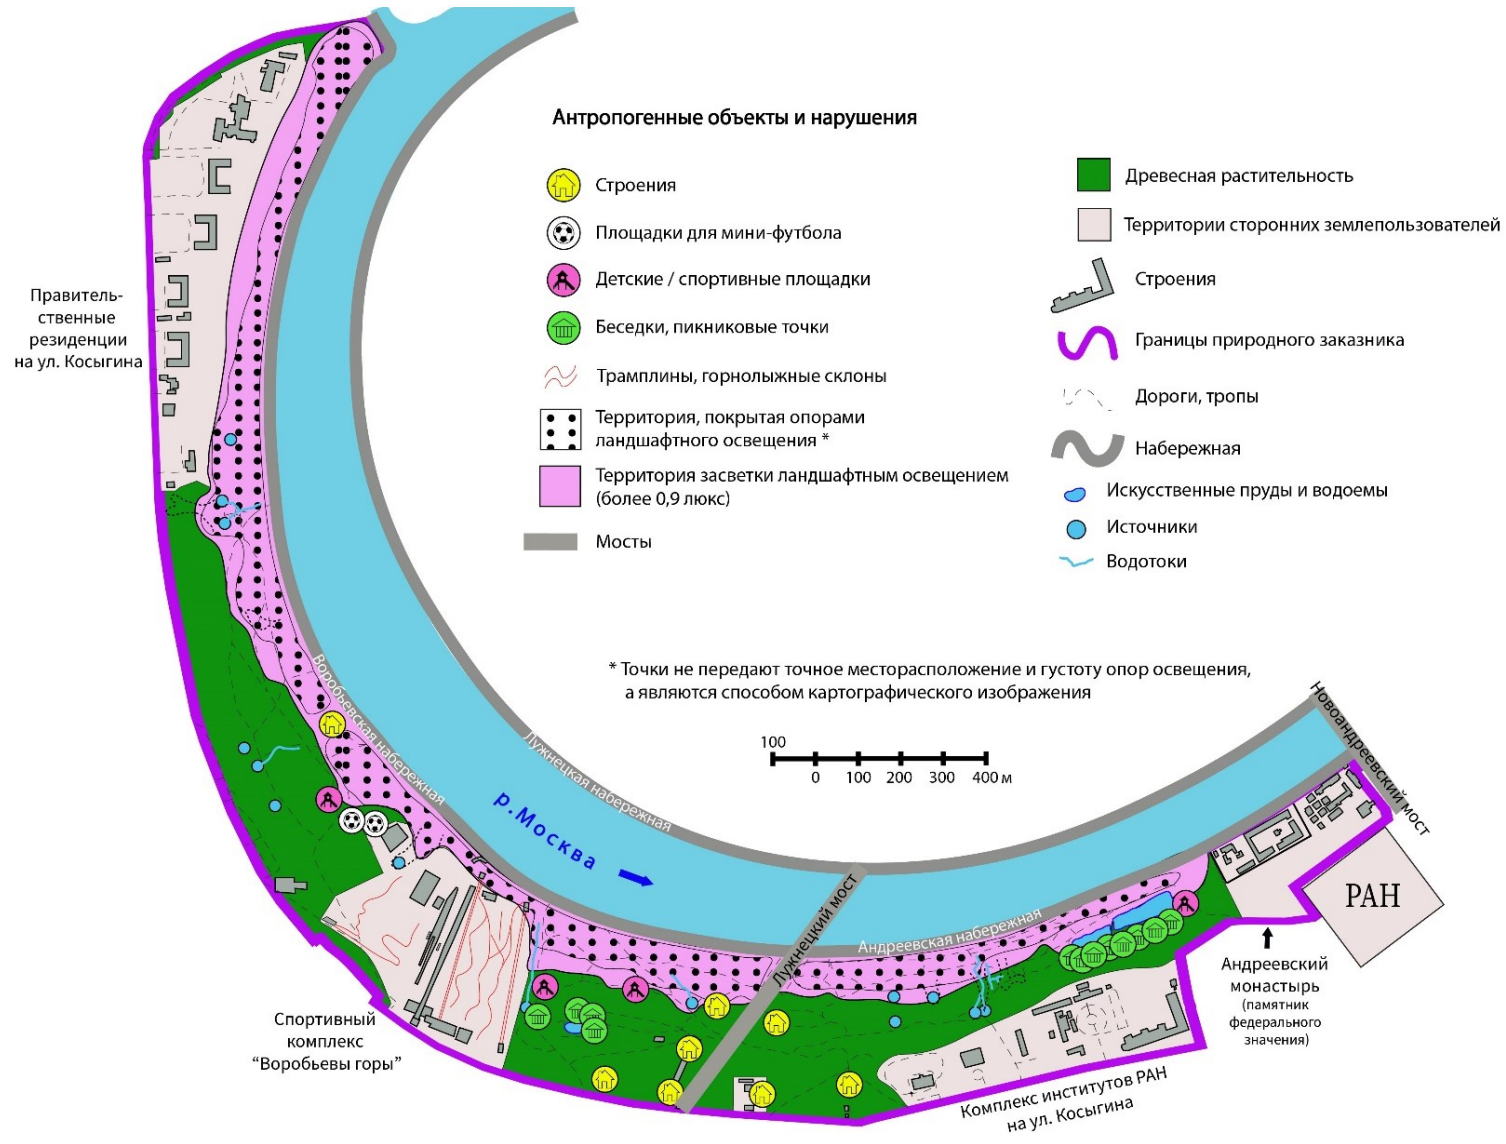 Антропогенные объекты и нарушения
Строения
Площадки для мини-футбола
Детские / спортивные площадки
Беседки, пикниковые точки
Трамплины, горнолыжные склоны
Территория, покрытая опорами
ландшафтного освещения *
Территория засветки ландшафтным освещением
(более 0,9 люкс)
Мосты
Древесная растительность
Территории сторонних землепользователей
Строения
Границы природного заказника
Дороги, тропы
Набережная
Искусственные пруды и водоемы
Источники
Водотоки
* Точки не передают точное месторасположение и густоту опор освещения,
а являются способом картографического изображения
100
0 100 200 300 400 м
Правитель-
ственные
резиденции
на ул. Косыгина
Воробьевская набережная
Лужнецкая набережная
р.Москва
Лужнецкий мост
Андреевская набережная
Новоандреевский мост
РАН
Андреевский
монастырь
(памятник
федерального
значения)
Спортивный
комплекс
“Воробьевы горы”
Комплекс институтов РАН
на ул. Косыгина